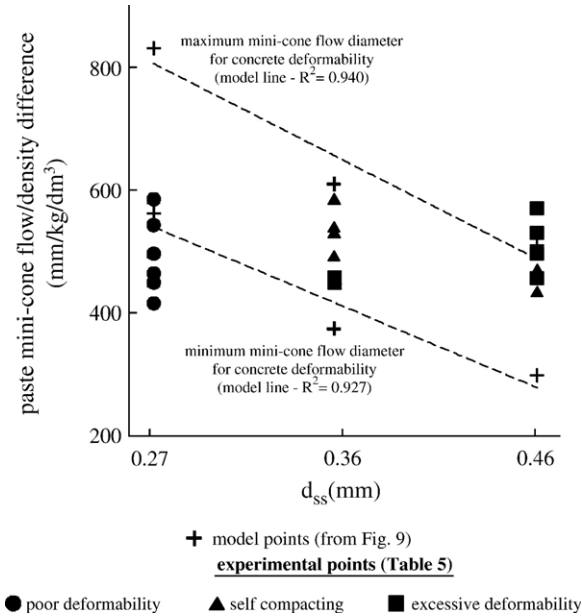 paste mini-cone flow/density difference
(mm/kg/dm³)
800
600
400
200
maximum mini-cone flow diameter
for concrete deformability
(model line - R²= 0.940)
minimum mini-cone flow diameter
for concrete deformability
(model line - R²= 0.927)
0.27
0.36
0.46
dss(mm)
model points (from Fig. 9)
experimental points (Table 5)
poor deformability
self compacting
excessive deformability